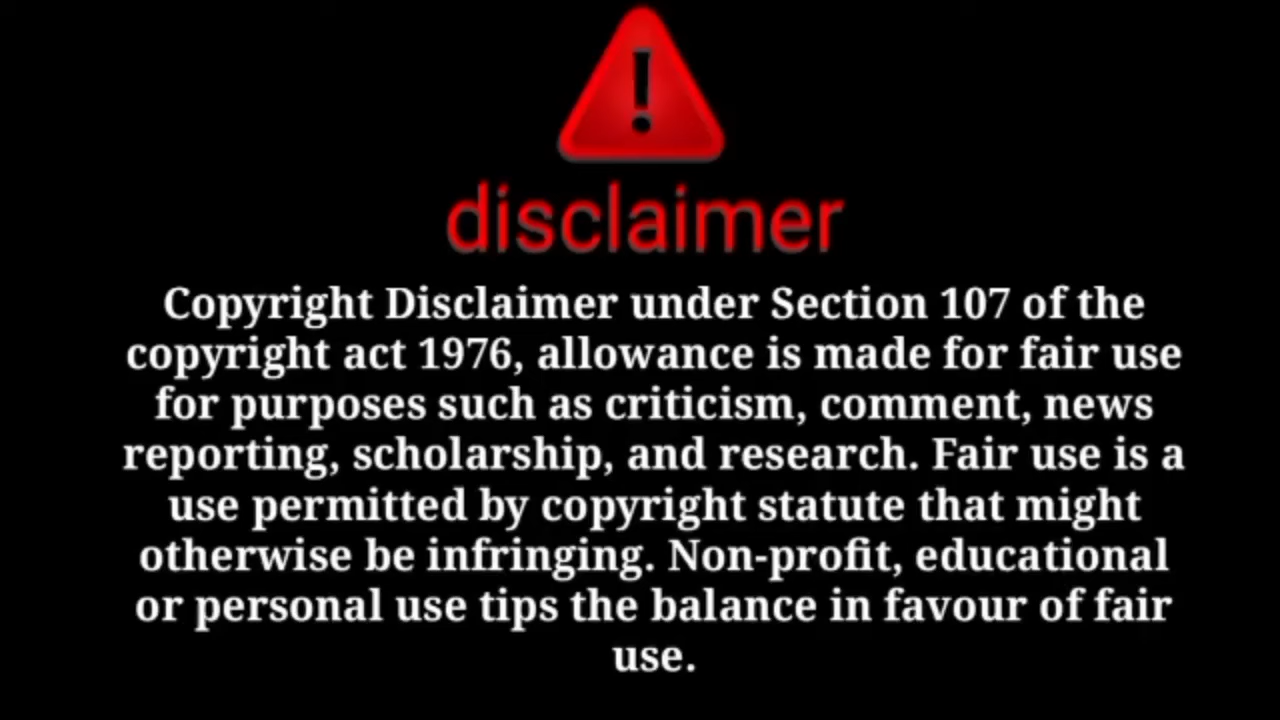 !
disclaimer
Copyright Disclaimer under Section 107 of the
copyright act 1976, allowance is made for fair use
for purposes such as criticism, comment, news
reporting, scholarship, and research. Fair use is a
use permitted by copyright statute that might
otherwise be infringing. Non-profit, educational
or personal use tips the balance in favour of fair
use.